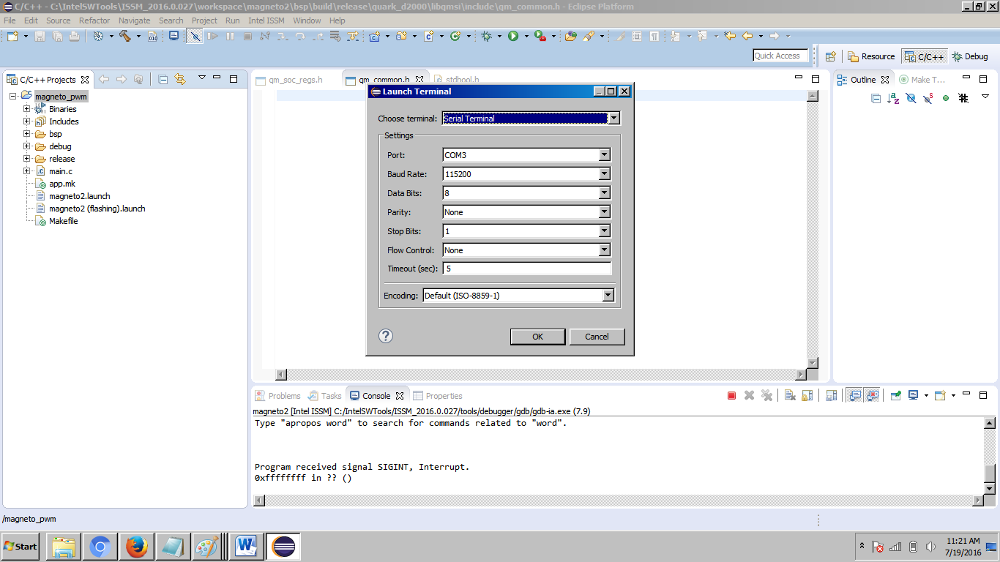 C/C++ - C:\IntelSWTools\ISSM_2016.0.027\workspace\magneto2\bsp\build\release\quark_d2000\libqmsi\include\qm_common.h - Eclipse Platform
File Edit Source Refactor Navigate Search Project Run Intel ISSM Window Help
010
Quick Access
Resource
C/C++
Debug
C/C++ Projects
magneto_pwm
Binaries
Includes
bsp
debug
release
main.c
app.mk
magneto2.launch
magneto2 (flashing).launch
Makefile
qm_soc_regs.h
qm_common.h
stdbool.h
Outline
Make T...
Launch Terminal
Choose terminal: Serial Terminal
Settings
Port: COM3
Baud Rate: 115200
Data Bits: 8
Parity: None
Stop Bits: 1
Flow Control: None
Timeout (sec): 5
Encoding: Default (ISO-8859-1)
OK
Cancel
Problems
Tasks
Console
Properties
magneto2 [Intel ISSM] C:/IntelSWTools/ISSM_2016.0.027/tools/debugger/gdb/gdb-ia.exe (7.9)
Type "apropos word" to search for commands related to "word".
Program received signal SIGINT, Interrupt.
0xffffffff in ?? ()
/magneto_pwm
Start
11:21 AM
7/19/2016